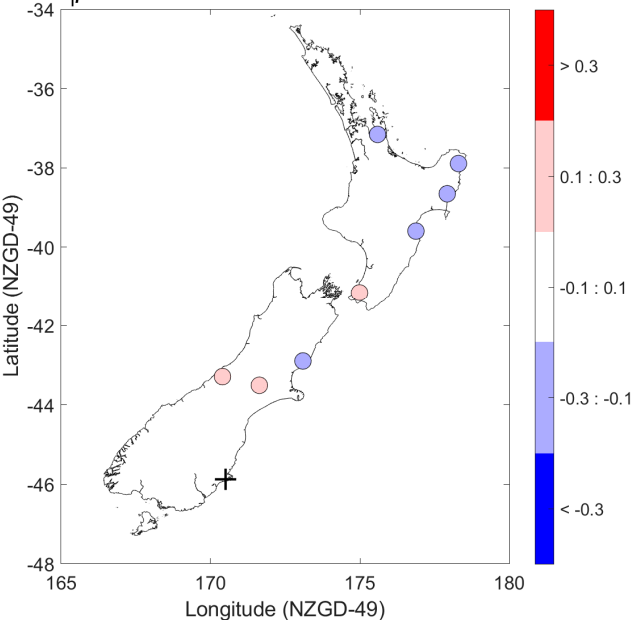 -34
-36
-38
-40
-42
-44
-46
-48
165
170
175
180
Latitude (NZGD-49)
Longitude (NZGD-49)
> 0.3
0.1 : 0.3
-0.1 : 0.1
-0.3 : -0.1
< -0.3